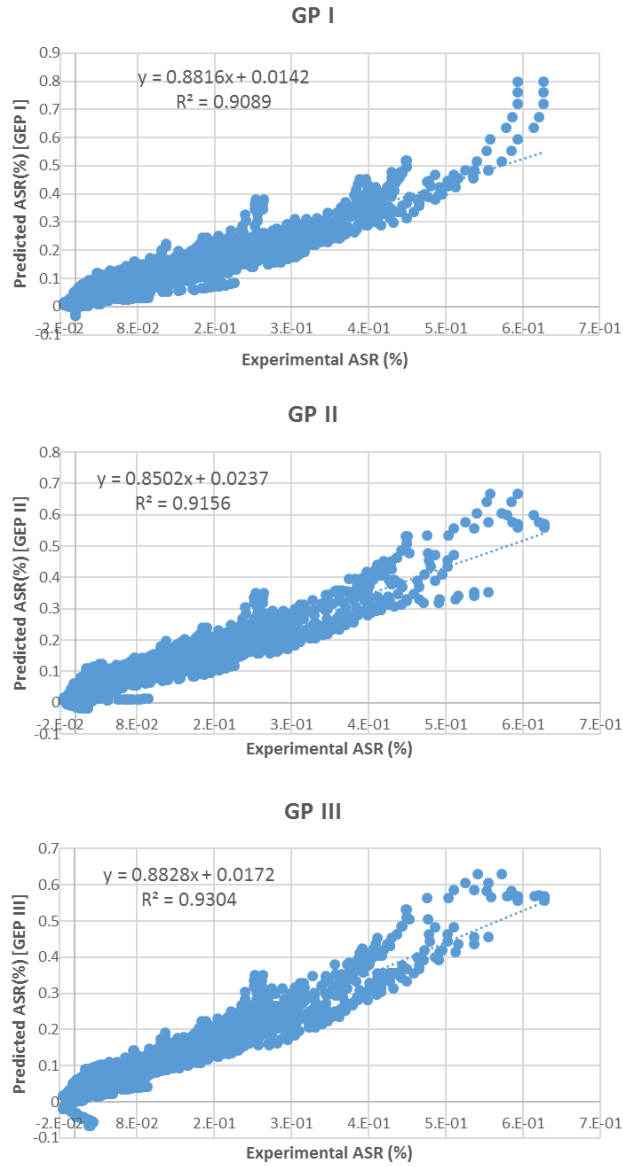 GP I
0.9
0.8
0.7
0.6
0.5
0.4
0.3
0.2
0.1
0
-0.1
y = 0.8816x + 0.0142
R² = 0.9089
Predicted ASR(%) [GEP I]
-2.E-02 8.E-02 2.E-01 3.E-01 4.E-01 5.E-01 6.E-01 7.E-01
Experimental ASR (%)
GP II
0.8
0.7
0.6
0.5
0.4
0.3
0.2
0.1
0
-0.1
y = 0.8502x + 0.0237
R² = 0.9156
Predicted ASR(%) [GEP II]
-2.E-02 8.E-02 2.E-01 3.E-01 4.E-01 5.E-01 6.E-01 7.E-01
Experimental ASR (%)
GP III
0.7
0.6
0.5
0.4
0.3
0.2
0.1
0
-0.1
y = 0.8828x + 0.0172
R² = 0.9304
Predicted ASR(%) [GEP III]
-2.E-02 8.E-02 2.E-01 3.E-01 4.E-01 5.E-01 6.E-01 7.E-01
Experimental ASR (%)